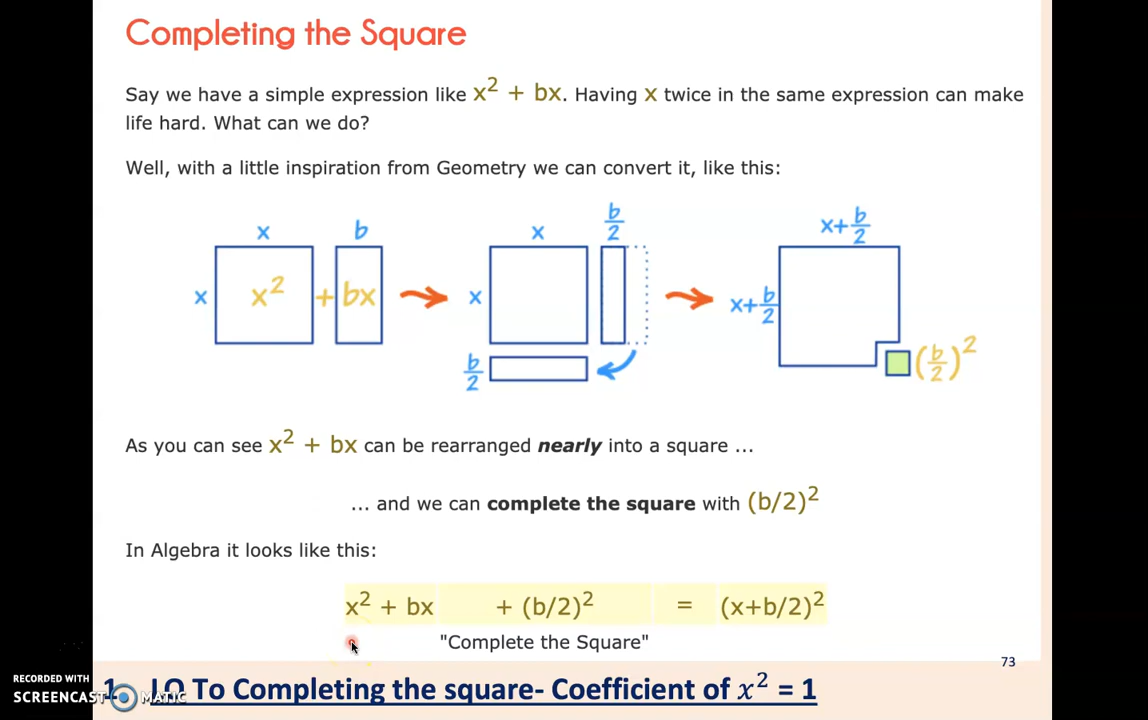 Completing the Square
Say we have a simple expression like x² + bx. Having x twice in the same expression can make
life hard. What can we do?
Well, with a little inspiration from Geometry we can convert it, like this:
x b x b/2 x+b/2
x x² + bx x x+b/2
b/2 (b/2)²
As you can see x² + bx can be rearranged nearly into a square ...
... and we can complete the square with (b/2)²
In Algebra it looks like this:
x² + bx + (b/2)² = (x+b/2)²
"Complete the Square"
73
RECORDED WITH
SCREENCAST MATIC
1. LO To Completing the square- Coefficient of x² = 1